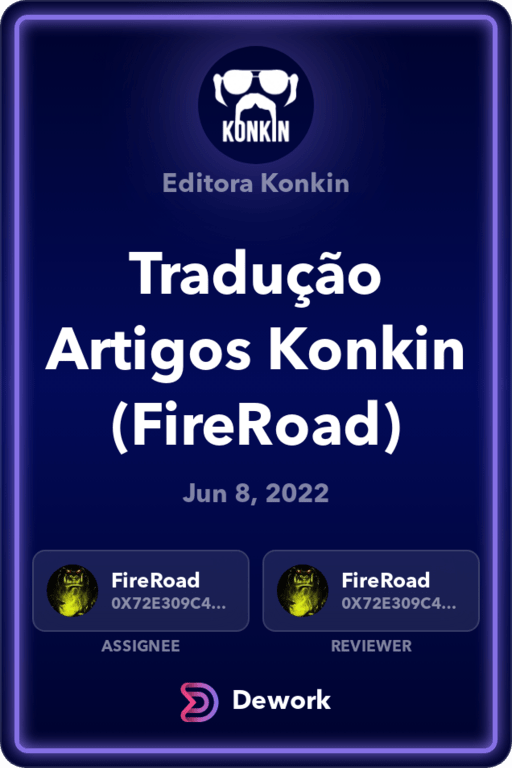 KONKIN
Editora Konkin
Tradução
Artigos Konkin
(FireRoad)
Jun 8, 2022
FireRoad
0X72E309C4...
ASSIGNEE
FireRoad
0X72E309C4...
REVIEWER
Dework